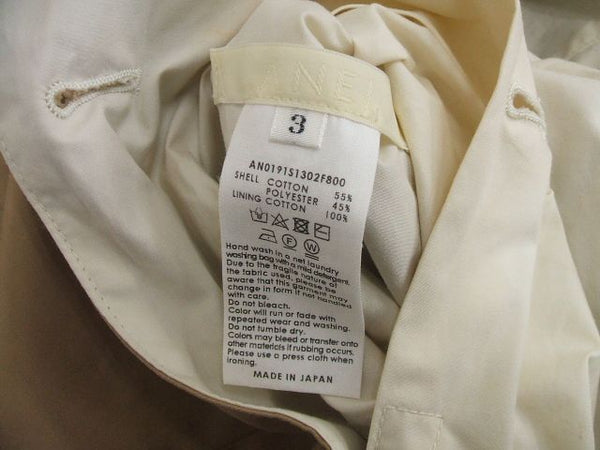 3
AN0191S1302F800
SHELL COTTON 55%
POLYESTER 45%
LINING COTTON 100%
F W
Hand wash in a net laundry
washing bag with a mild detergent.
Due to the fragile nature of
the fabric used, please be
aware that this garment may
change in form if not handled
with care.
Do not bleach.
Color will run or fade with
repeated wear and washing.
Do not tumble dry.
Colors may bleed or transfer onto
other materials if rubbing occurs.
Please use a press cloth when
ironing.
MADE IN JAPAN